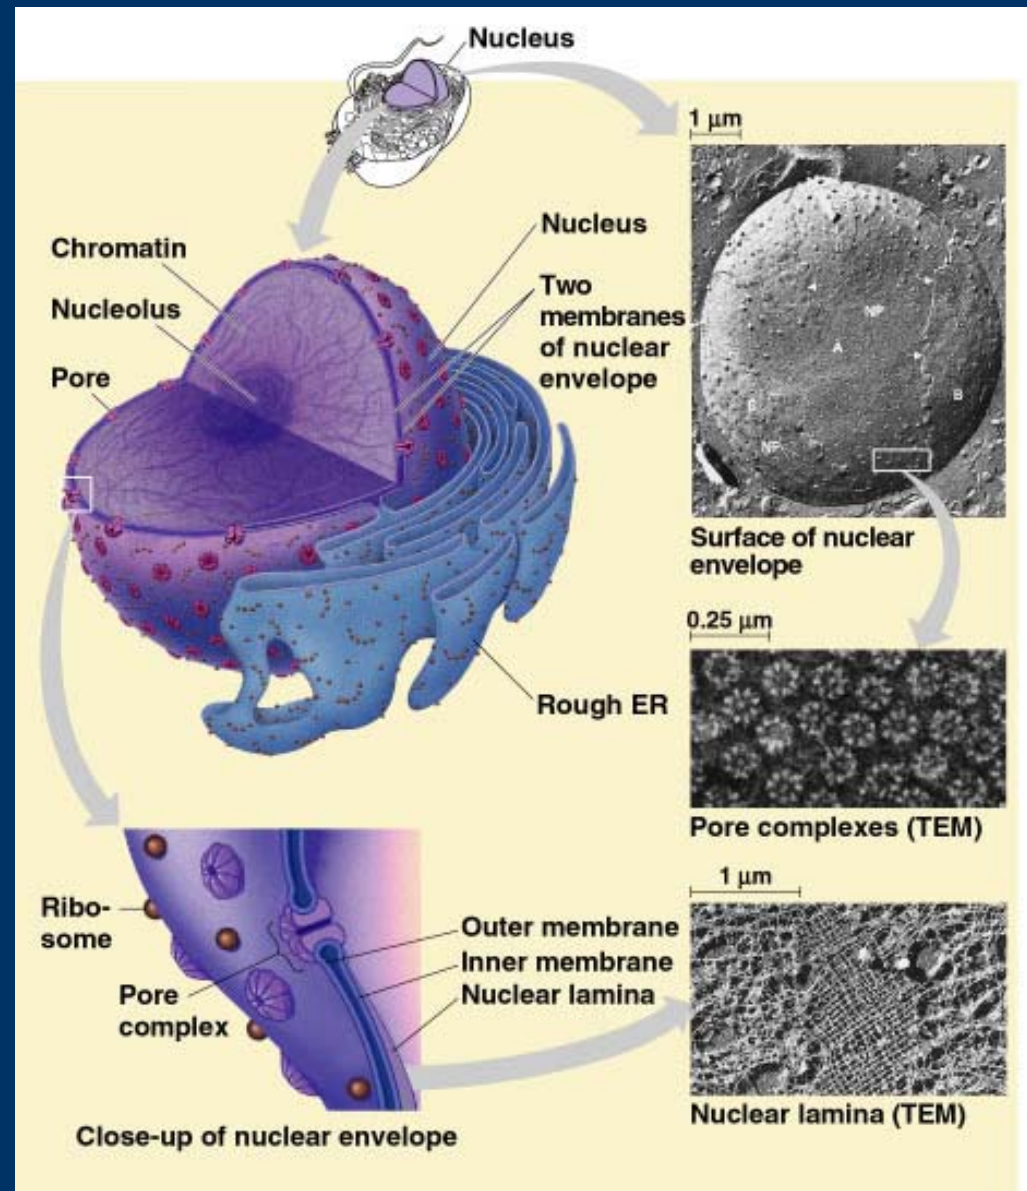 Nucleus
1 μm
Chromatin
Nucleolus
Pore
Nucleus
Two
membranes
of nuclear
envelope
NP
A
B
B
NP
Surface of nuclear
envelope
0.25 μm
Rough ER
Pore complexes (TEM)
1 μm
Ribo-
some
Pore
complex
Outer membrane
Inner membrane
Nuclear lamina
Close-up of nuclear envelope
Nuclear lamina (TEM)